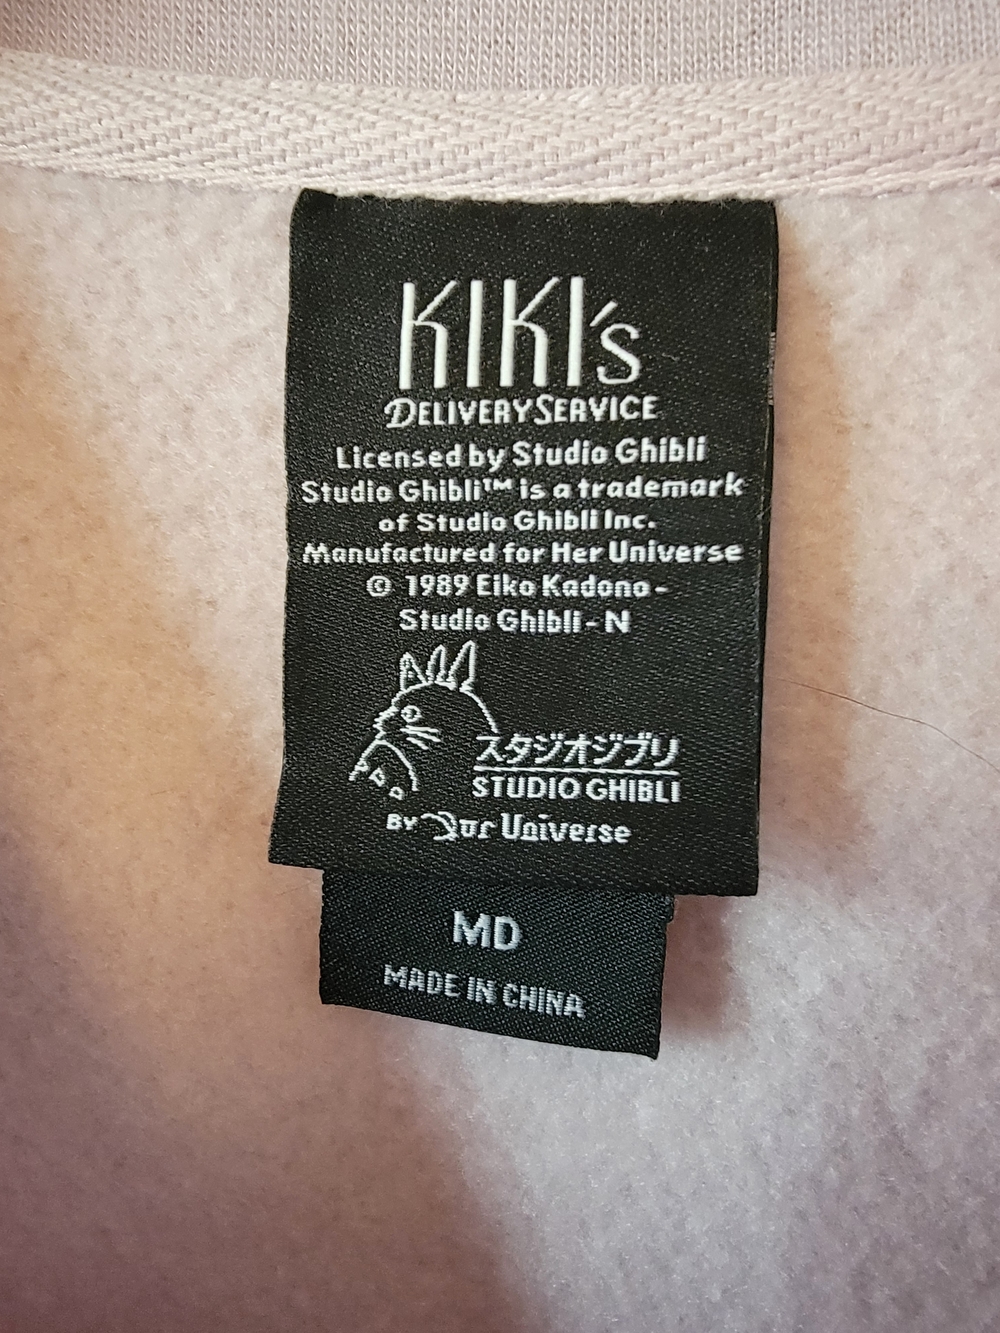 KIKI's
DELIVERY SERVICE
Licensed by Studio Ghibli
Studio Ghibli™ is a trademark
of Studio Ghibli Inc.
Manufactured for Her Universe
© 1989 Eiko Kadono -
Studio Ghibli - N
スタジオジブリ
STUDIO GHIBLI
BY Our Universe
MD
MADE IN CHINA